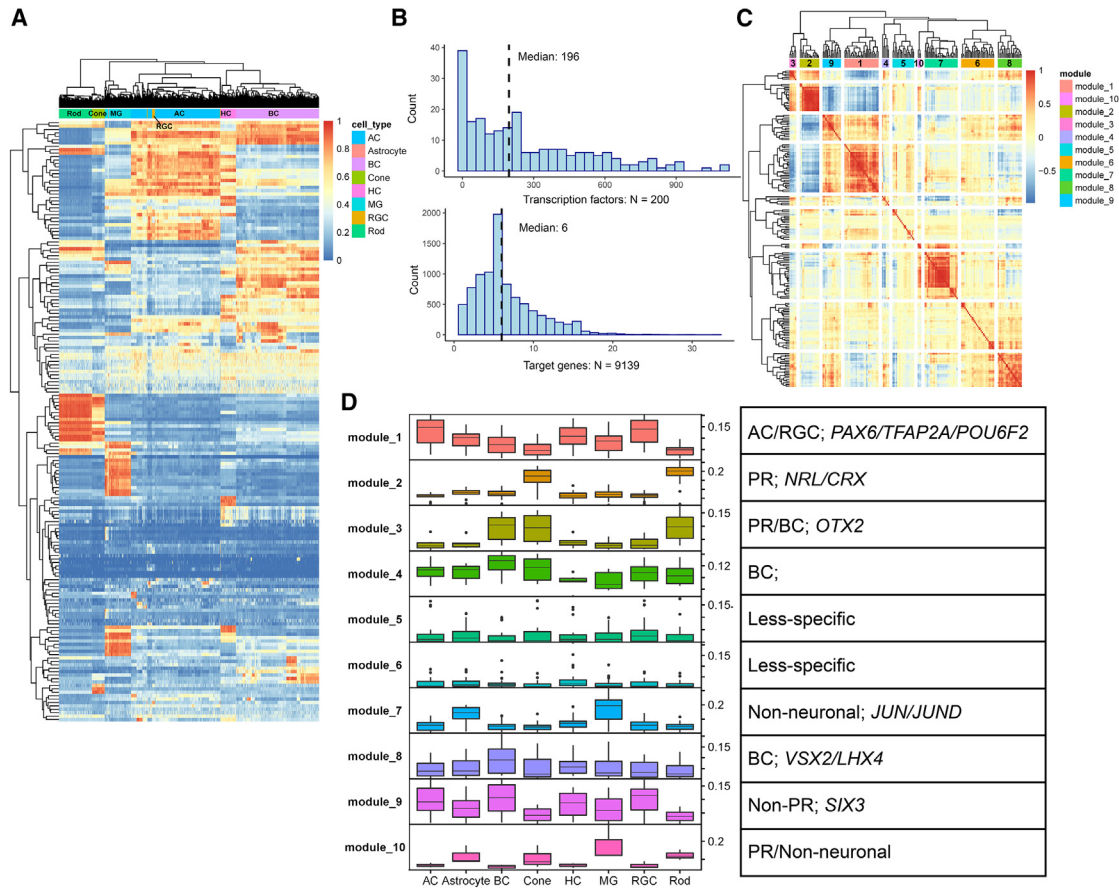 A
Rod
Cone
MG
AC
HC
BC
RGC
1
0.8
0.6
0.4
0.2
0
cell_type
AC
Astrocyte
BC
Cone
HC
MG
RGC
Rod
B
40
30
20
10
0
Count
Median: 196
0
300
600
900
Transcription factors: N = 200
2000
1500
1000
500
0
Count
Median: 6
0
10
20
30
Target genes: N = 9139
C
3
2
9
1
4
5
10
7
6
8
1
0.5
0
−0.5
module
module_1
module_10
module_2
module_3
module_4
module_5
module_6
module_7
module_8
module_9
D
module_1
0.15
AC/RGC; PAX6/TFAP2A/POU6F2
module_2
0.2
PR; NRL/CRX
module_3
0.15
PR/BC; OTX2
module_4
0.12
BC;
module_5
0.15
Less-specific
module_6
Less-specific
module_7
0.2
Non-neuronal; JUN/JUND
module_8
0.15
BC; VSX2/LHX4
module_9
0.15
Non-PR; SIX3
module_10
0.2
PR/Non-neuronal
AC Astrocyte BC Cone HC MG RGC Rod